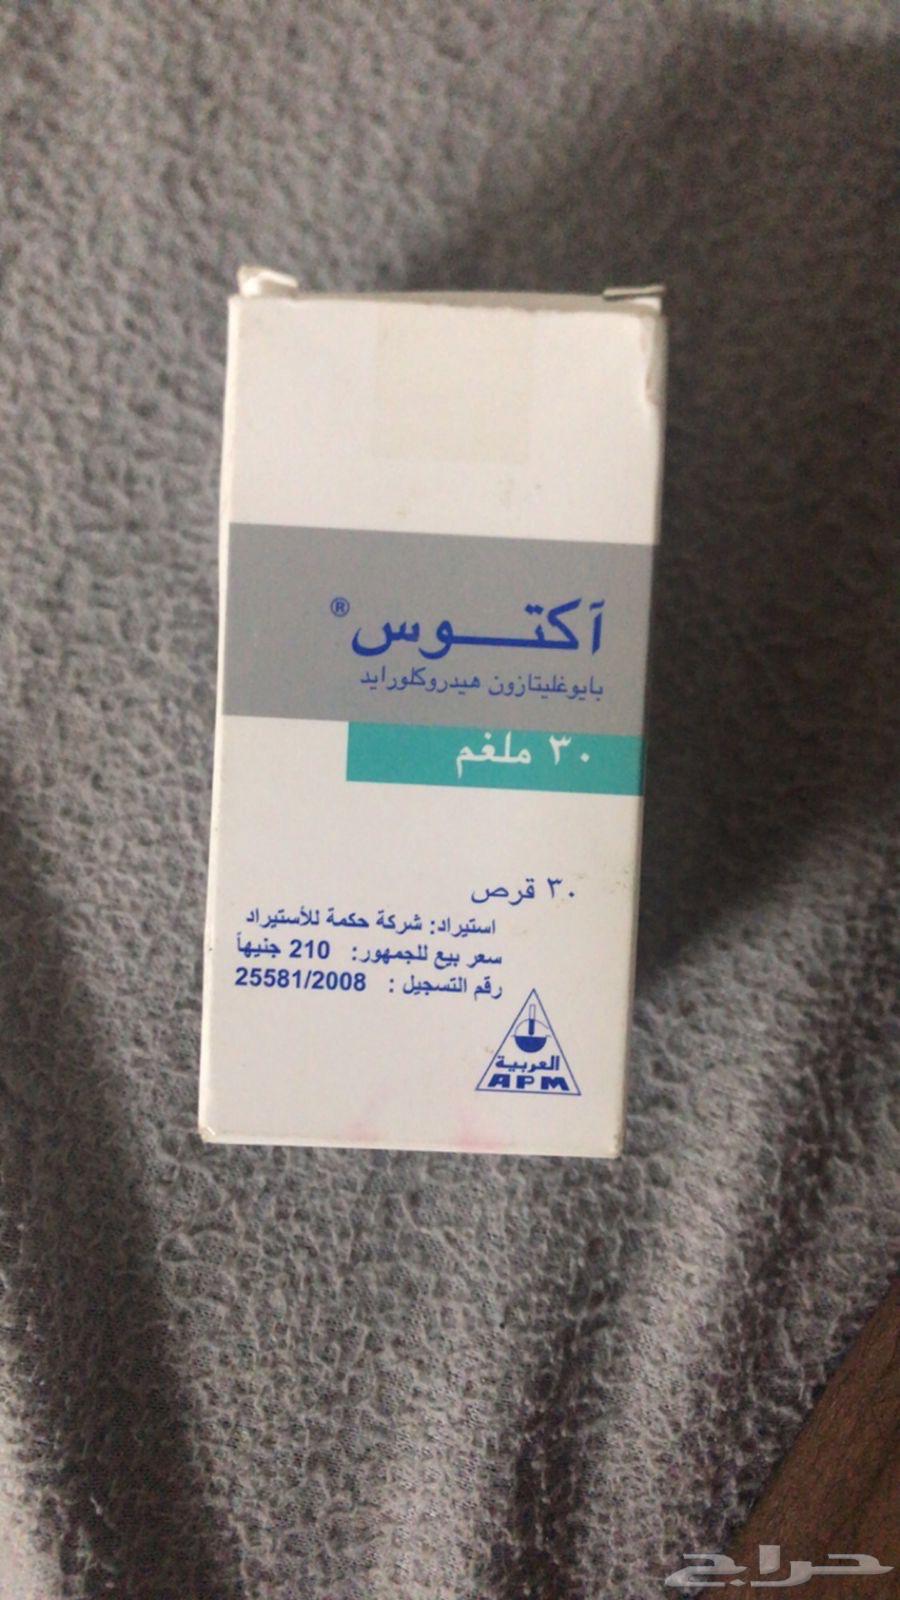 آكتوس®
بايوغليتازون هيدروكلورايد
٣٠ ملغم
٣٠ قرص
استيراد: شركة حكمة للأستيراد
سعر بيع للجمهور: 210 جنيهاً
رقم التسجيل : 25581/2008
العربية
APM
حراج